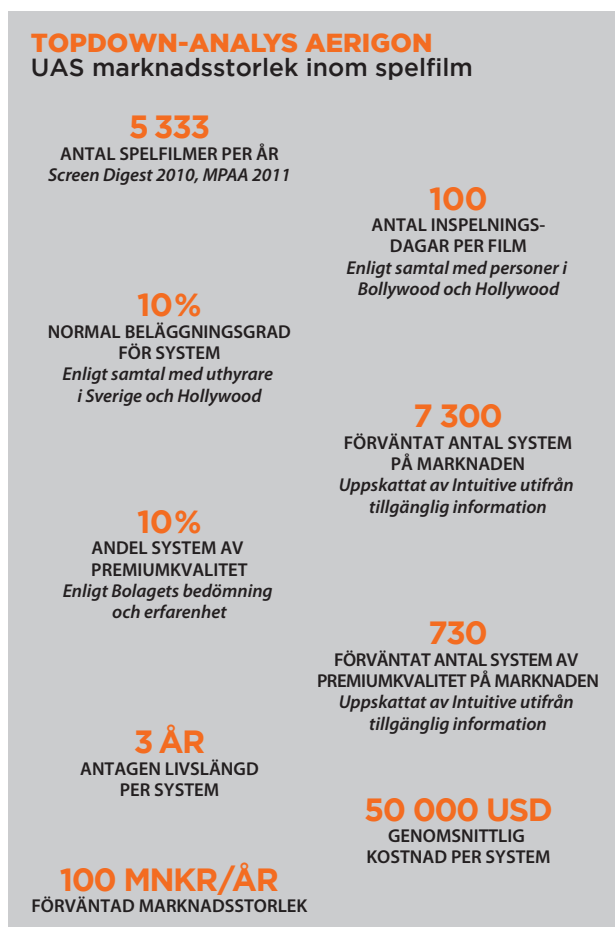 TOPDOWN-ANALYS AERIGON
UAS marknadsstorlek inom spelfilm
5 333
ANTAL SPELFILMER PER ÅR
Screen Digest 2010, MPAA 2011
100
ANTAL INSPELNINGS-
DAGAR PER FILM
Enligt samtal med personer i
Bollywood och Hollywood
10%
NORMAL BELÄGGNINGSGRAD
FÖR SYSTEM
Enligt samtal med uthyrare
i Sverige och Hollywood
7 300
FÖRVÄNTAT ANTAL SYSTEM
PÅ MARKNADEN
Uppskattat av Intuitive utifrån
tillgänglig information
10%
ANDEL SYSTEM AV
PREMIUMKVALITET
Enligt Bolagets bedömning
och erfarenhet
730
FÖRVÄNTAT ANTAL SYSTEM AV
PREMIUMKVALITET PÅ MARKNADEN
Uppskattat av Intuitive utifrån
tillgänglig information
3 ÅR
ANTAGEN LIVSLÄNGD
PER SYSTEM
50 000 USD
GENOMSNITTLIG
KOSTNAD PER SYSTEM
100 MNKR/ÅR
FÖRVÄNTAD MARKNADSSTORLEK